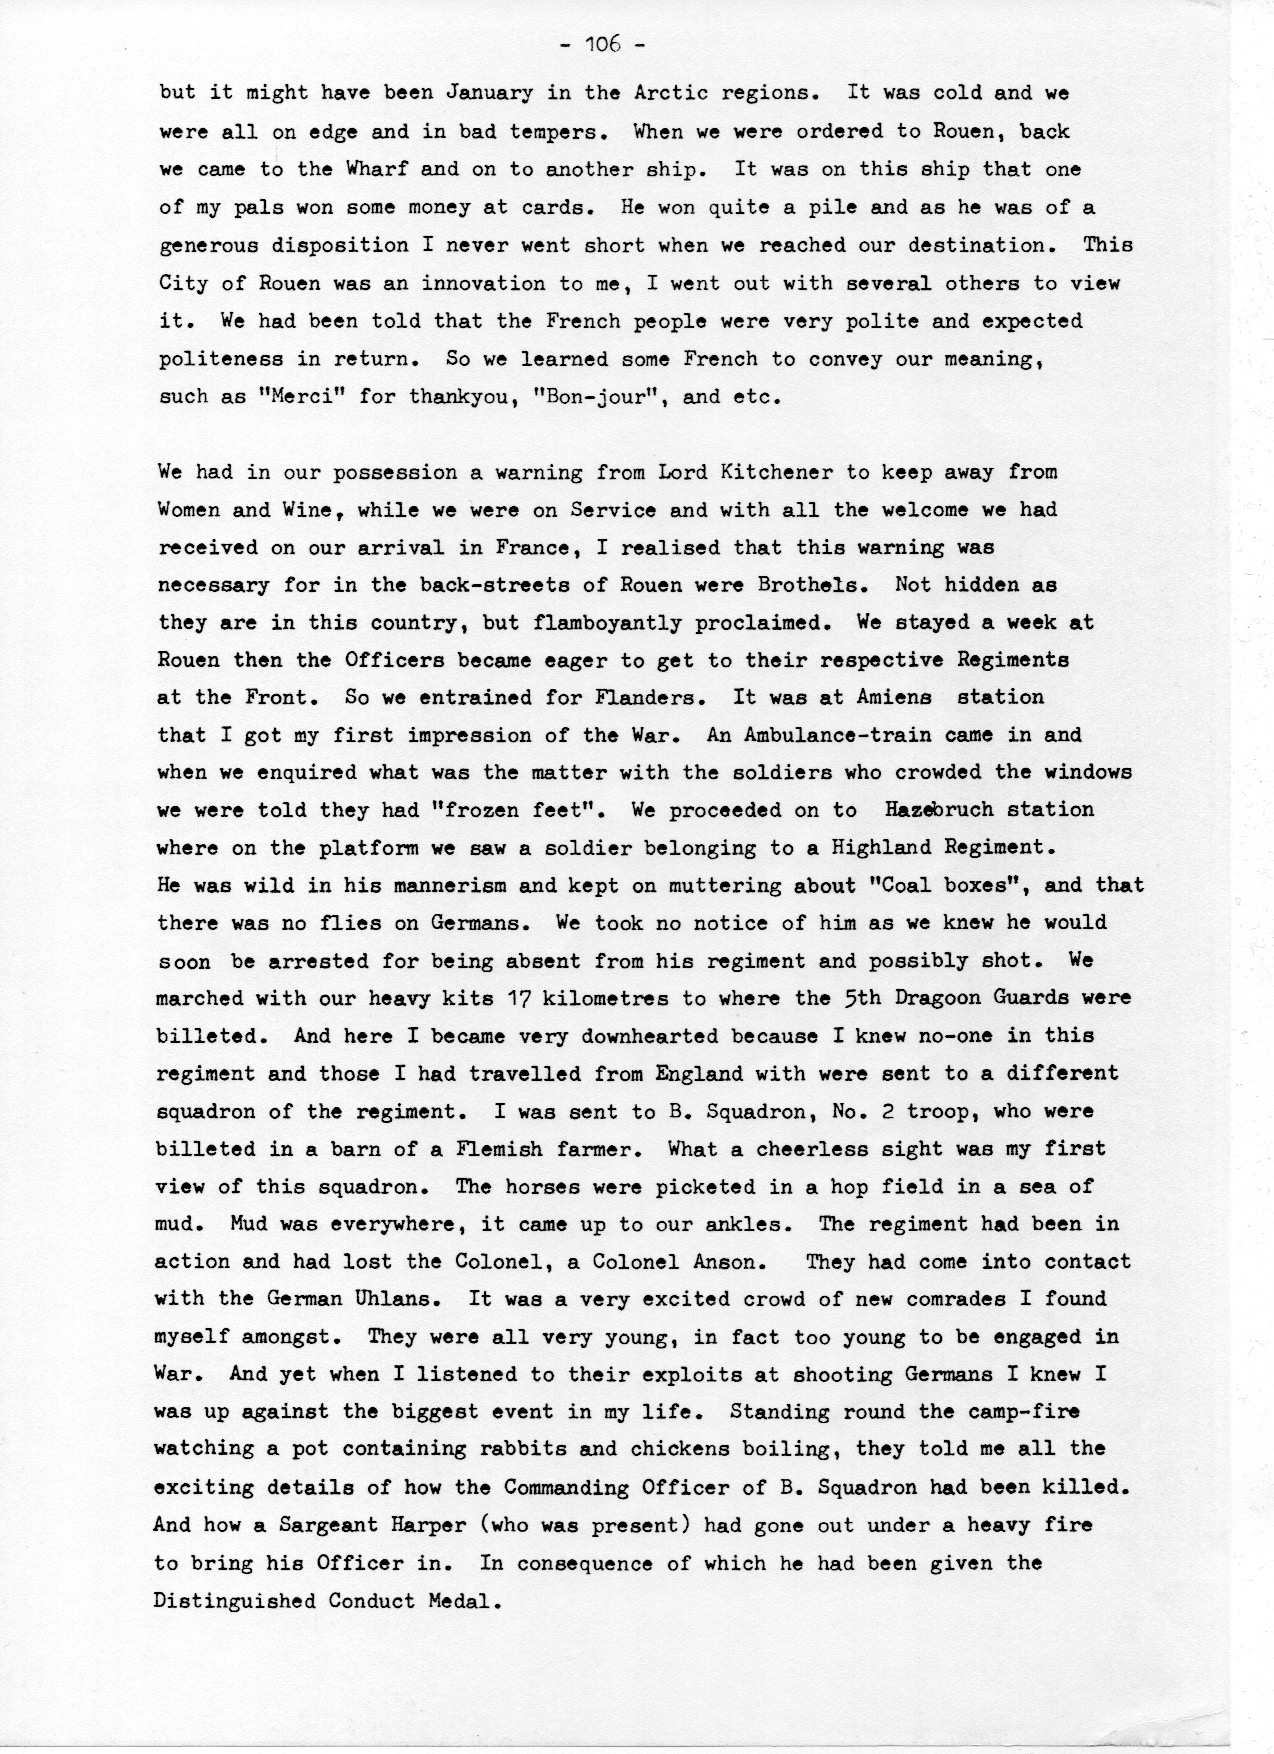 - 106 -
but it might have been January in the Arctic regions. It was cold and we
were all on edge and in bad tempers. When we were ordered to Rouen, back
we came to the Wharf and on to another ship. It was on this ship that one
of my pals won some money at cards. He won quite a pile and as he was of a
generous disposition I never went short when we reached our destination. This
City of Rouen was an innovation to me, I went out with several others to view
it. We had been told that the French people were very polite and expected
politeness in return. So we learned some French to convey our meaning,
such as "Merci" for thankyou, "Bon-jour", and etc.

We had in our possession a warning from Lord Kitchener to keep away from
Women and Wine, while we were on Service and with all the welcome we had
received on our arrival in France, I realised that this warning was
necessary for in the back-streets of Rouen were Brothels. Not hidden as
they are in this country, but flamboyantly proclaimed. We stayed a week at
Rouen then the Officers became eager to get to their respective Regiments
at the Front. So we entrained for Flanders. It was at Amiens station
that I got my first impression of the War. An Ambulance-train came in and
when we enquired what was the matter with the soldiers who crowded the windows
we were told they had "frozen feet". We proceeded on to Hazebruch station
where on the platform we saw a soldier belonging to a Highland Regiment.
He was wild in his mannerism and kept on muttering about "Coal boxes", and that
there was no flies on Germans. We took no notice of him as we knew he would
soon be arrested for being absent from his regiment and possibly shot. We
marched with our heavy kits 17 kilometres to where the 5th Dragoon Guards were
billeted. And here I became very downhearted because I knew no-one in this
regiment and those I had travelled from England with were sent to a different
squadron of the regiment. I was sent to B. Squadron, No. 2 troop, who were
billeted in a barn of a Flemish farmer. What a cheerless sight was my first
view of this squadron. The horses were picketed in a hop field in a sea of
mud. Mud was everywhere, it came up to our ankles. The regiment had been in
action and had lost the Colonel, a Colonel Anson. They had come into contact
with the German Uhlans. It was a very excited crowd of new comrades I found
myself amongst. They were all very young, in fact too young to be engaged in
War. And yet when I listened to their exploits at shooting Germans I knew I
was up against the biggest event in my life. Standing round the camp-fire
watching a pot containing rabbits and chickens boiling, they told me all the
exciting details of how the Commanding Officer of B. Squadron had been killed.
And how a Sargeant Harper (who was present) had gone out under a heavy fire
to bring his Officer in. In consequence of which he had been given the
Distinguished Conduct Medal.